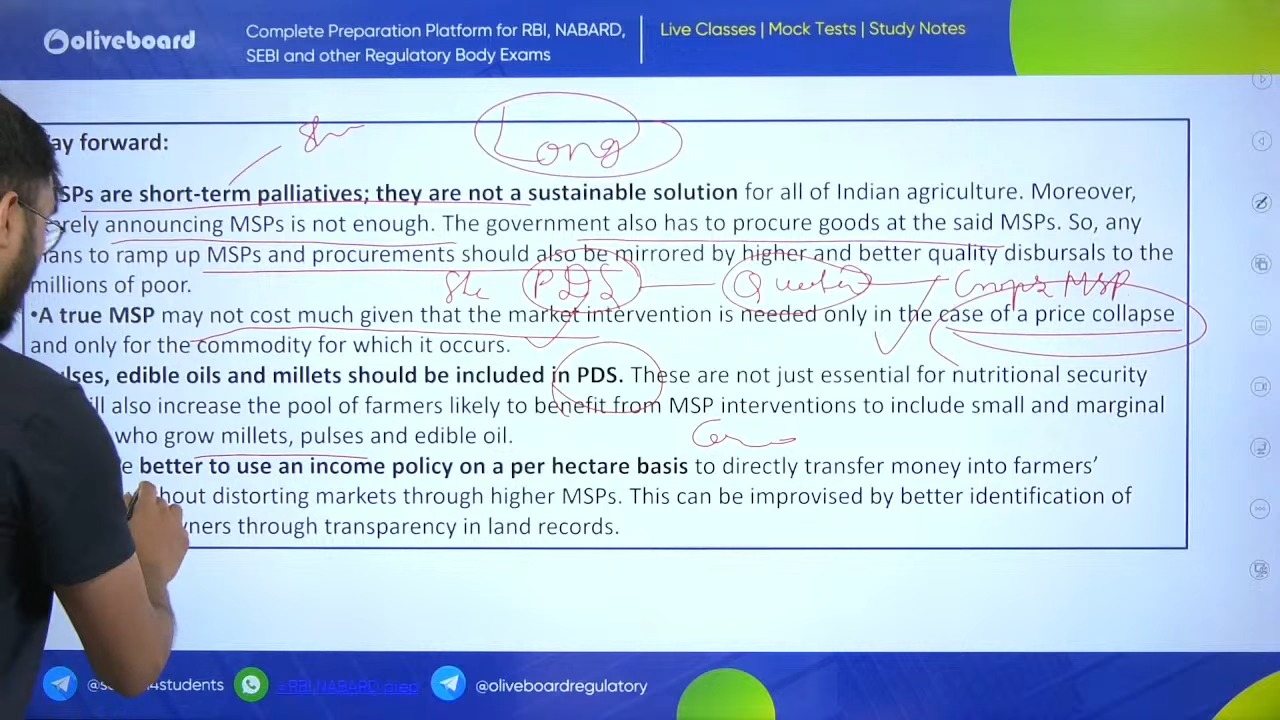 oliveboard
Complete Preparation Platform for RBI, NABARD,
SEBI and other Regulatory Body Exams
Live Classes | Mock Tests | Study Notes
Long
ay forward:
SPs are short-term palliatives; they are not a sustainable solution for all of Indian agriculture. Moreover,
rely announcing MSPs is not enough. The government also has to procure goods at the said MSPs. So, any
ans to ramp up MSPs and procurements should also be mirrored by higher and better quality disbursals to the
millions of poor.
PDS
MSP
•A true MSP may not cost much given that the market intervention is needed only in the case of a price collapse
and only for the commodity for which it occurs.
ulses, edible oils and millets should be included in PDS. These are not just essential for nutritional security
ill also increase the pool of farmers likely to benefit from MSP interventions to include small and marginal
who grow millets, pulses and edible oil.
e better to use an income policy on a per hectare basis to directly transfer money into farmers'
hout distorting markets through higher MSPs. This can be improvised by better identification of
ners through transparency in land records.
4students
@oliveboardregulatory